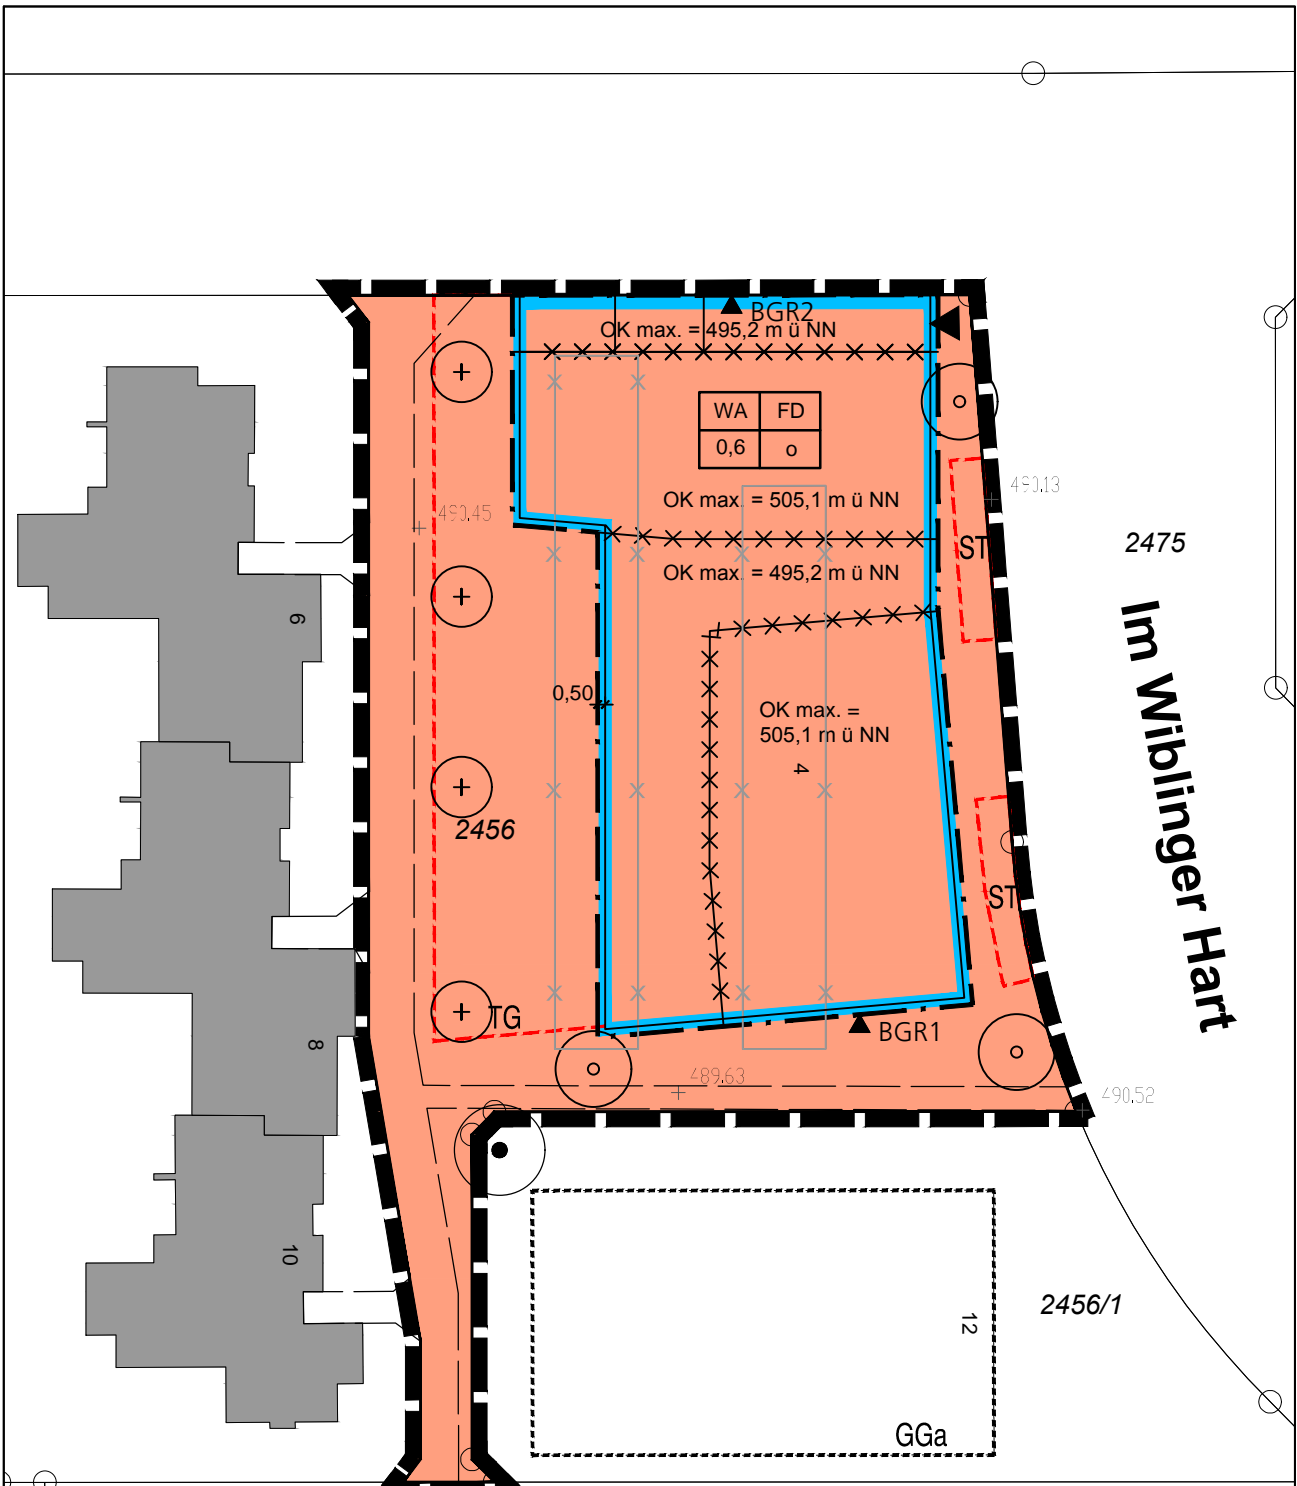 BGR2
OK max. = 495,2 m ü NN
WA FD
0,6 o
490.13
OK max. = 505,1 m ü NN
490.45
2475
ST
OK max. = 495,2 m ü NN
6
Im Wiblinger Hart
0,50
OK max. =
505,1 m ü NN
4
2456
ST
TG
BGR1
8
489.63
490.52
10
2456/1
12
GGa